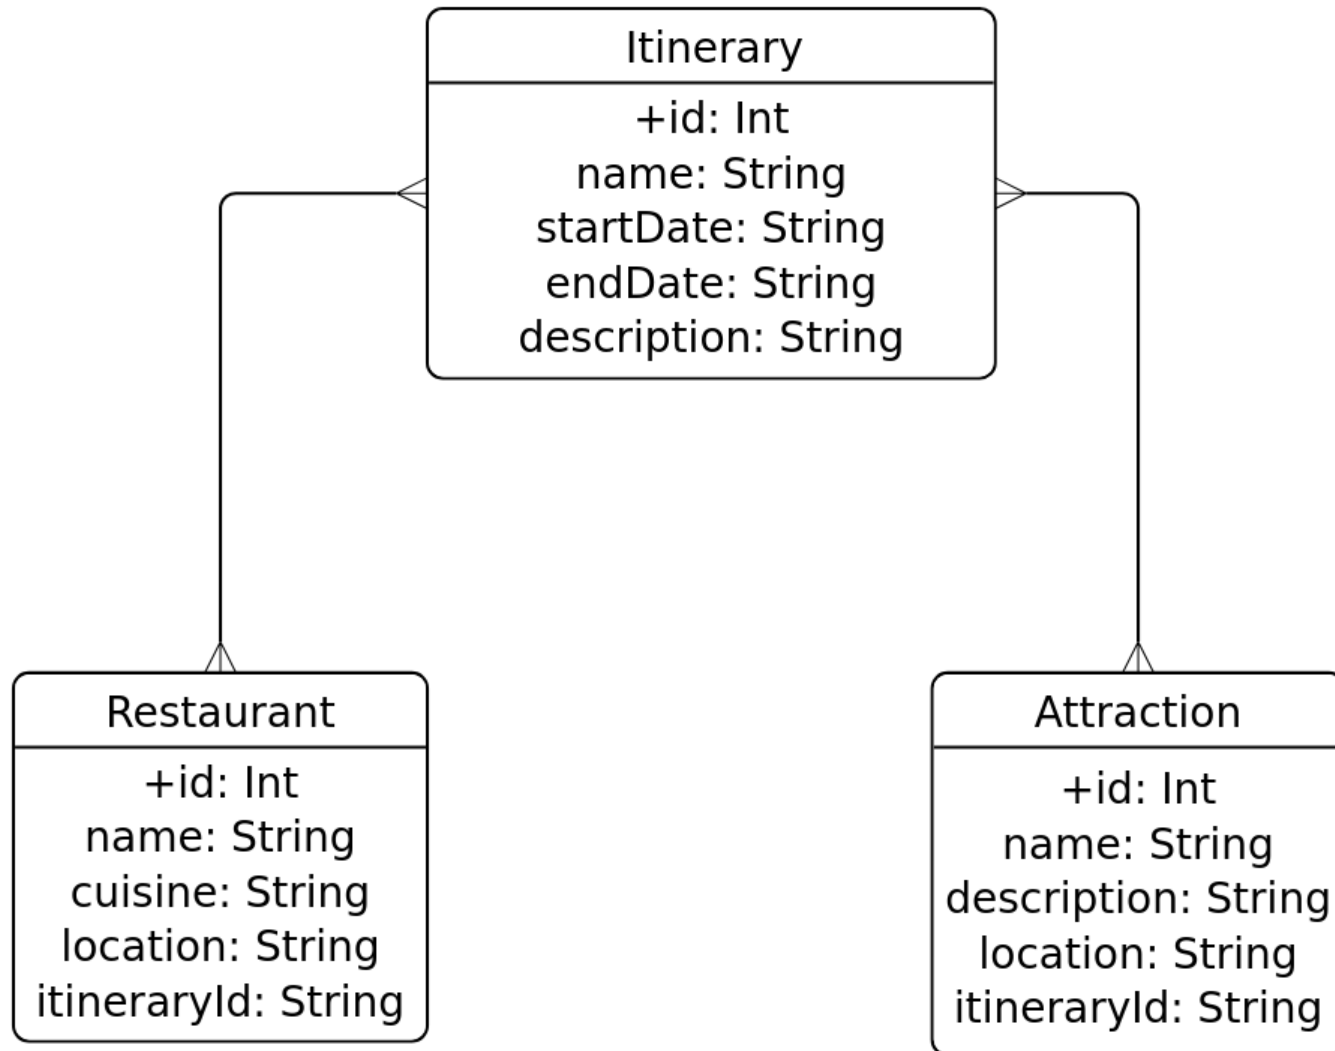 Itinerary
+id: Int
name: String
startDate: String
endDate: String
description: String
Restaurant
+id: Int
name: String
cuisine: String
location: String
itineraryId: String
Attraction
+id: Int
name: String
description: String
location: String
itineraryId: String